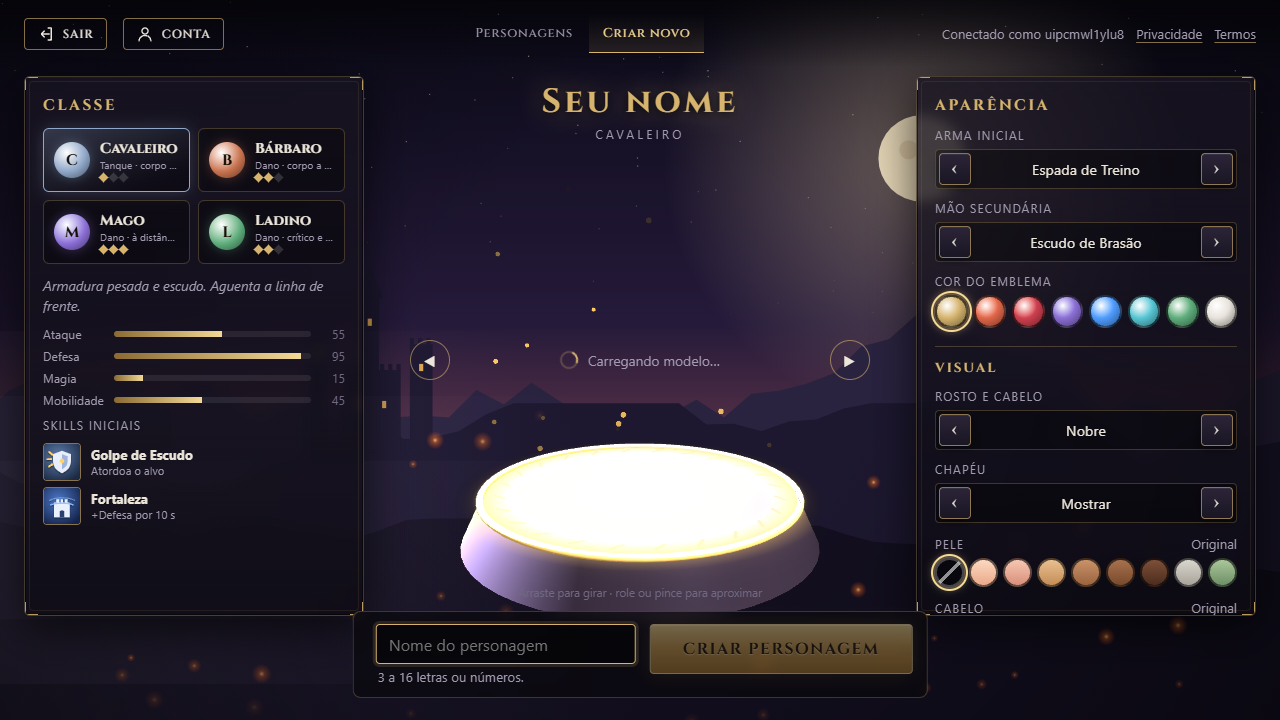 SAIR
CONTA
PERSONAGENS
CRIAR NOVO
Conectado como uipcmwl1ylu8 Privacidade Termos
CLASSE
C
CAVALEIRO
Tanque · corpo ...
B
BÁRBARO
Dano · corpo a ...
M
MAGO
Dano · à distân...
L
LADINO
Dano · crítico e ...
Armadura pesada e escudo. Aguenta a linha de
frente.
Ataque 55
Defesa 95
Magia 15
Mobilidade 45
SKILLS INICIAIS
Golpe de Escudo
Atordoa o alvo
Fortaleza
+Defesa por 10 s
SEU NOME
CAVALEIRO
Carregando modelo...
para girar · role ou pince para aproximar
Nome do personagem
3 a 16 letras ou números.
CRIAR PERSONAGEM
APARÊNCIA
ARMA INICIAL
‹ Espada de Treino ›
MÃO SECUNDÁRIA
‹ Escudo de Brasão ›
COR DO EMBLEMA
VISUAL
ROSTO E CABELO
‹ Nobre ›
CHAPÉU
‹ Mostrar ›
PELE Original
CABELO Original